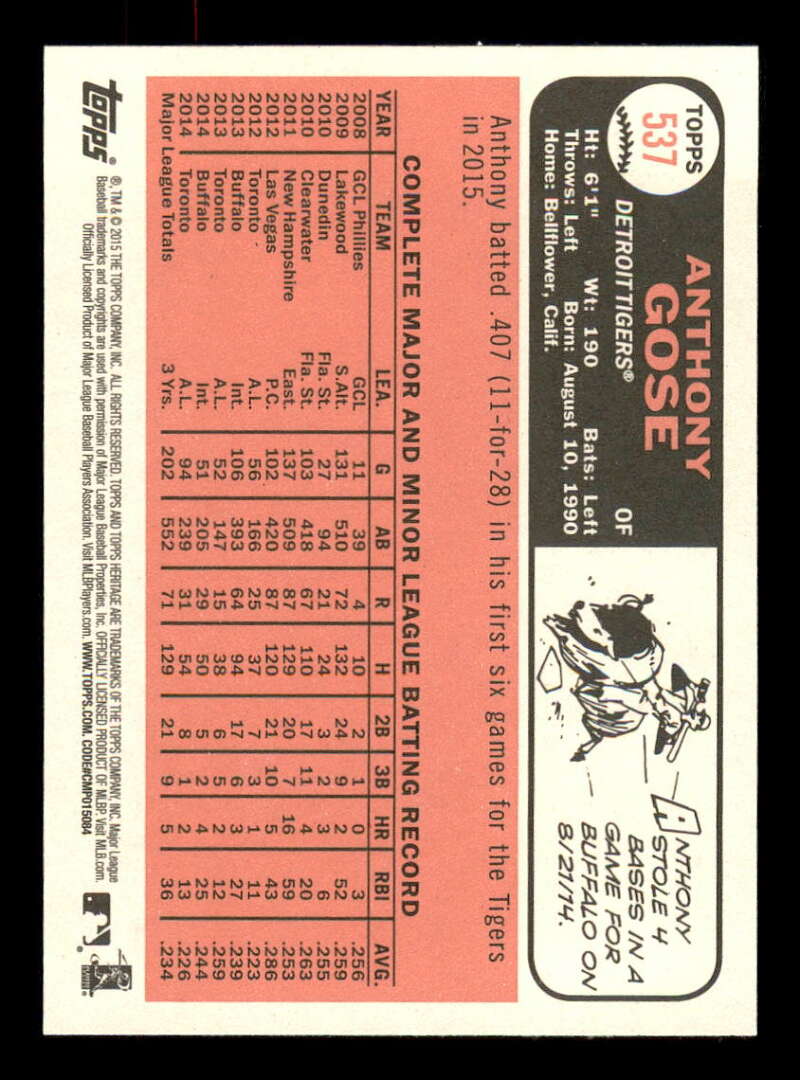 TOPPS
537
ANTHONY
GOSE
DETROIT TIGERS® OF
Ht: 6'1" Wt: 190 Bats: Left
Throws: Left Born: August 10, 1990
Home: Bellflower, Calif.
ANTHONY
STOLE 4
BASES IN A
GAME FOR
BUFFALO ON
8/21/14.
Anthony batted .407 (11-for-28) in his first six games for the Tigers
in 2015.
COMPLETE MAJOR AND MINOR LEAGUE BATTING RECORD
YEAR TEAM LEA. G AB R H 2B 3B HR RBI AVG.
2008 GCL Phillies GCL 11 39 4 10 2 1 0 3 .256
2009 Lakewood S.Alt. 131 510 72 132 24 9 2 52 .259
2010 Dunedin Fla. St. 27 94 21 24 3 2 3 6 .255
2010 Clearwater Fla. St. 103 418 67 110 17 11 4 20 .263
2011 New Hampshire East. 137 509 87 129 20 7 16 59 .253
2012 Las Vegas P.C. 102 420 87 120 21 10 5 43 .286
2012 Toronto A.L. 56 166 25 37 7 3 1 11 .223
2013 Buffalo Int. 106 393 64 94 17 6 3 27 .239
2013 Toronto A.L. 52 147 15 38 6 5 2 12 .259
2014 Buffalo Int. 51 205 29 50 5 2 4 25 .244
2014 Toronto A.L. 94 239 31 54 8 1 2 13 .226
Major League Totals 3 Yrs. 202 552 71 129 21 9 5 36 .234
topps®
®, TM & © 2015 THE TOPPS COMPANY, INC. ALL RIGHTS RESERVED. TOPPS AND TOPPS HERITAGE ARE TRADEMARKS OF THE TOPPS COMPANY, INC. Major League
Baseball trademarks and copyrights are used with permission of Major League Baseball Properties, Inc. OFFICIALLY LICENSED PRODUCT OF MLBP. Visit MLB.com.
Officially Licensed Product of Major League Baseball Players Association. Visit MLBPlayers.com. WWW.TOPPS.COM. CODE#CMP015084